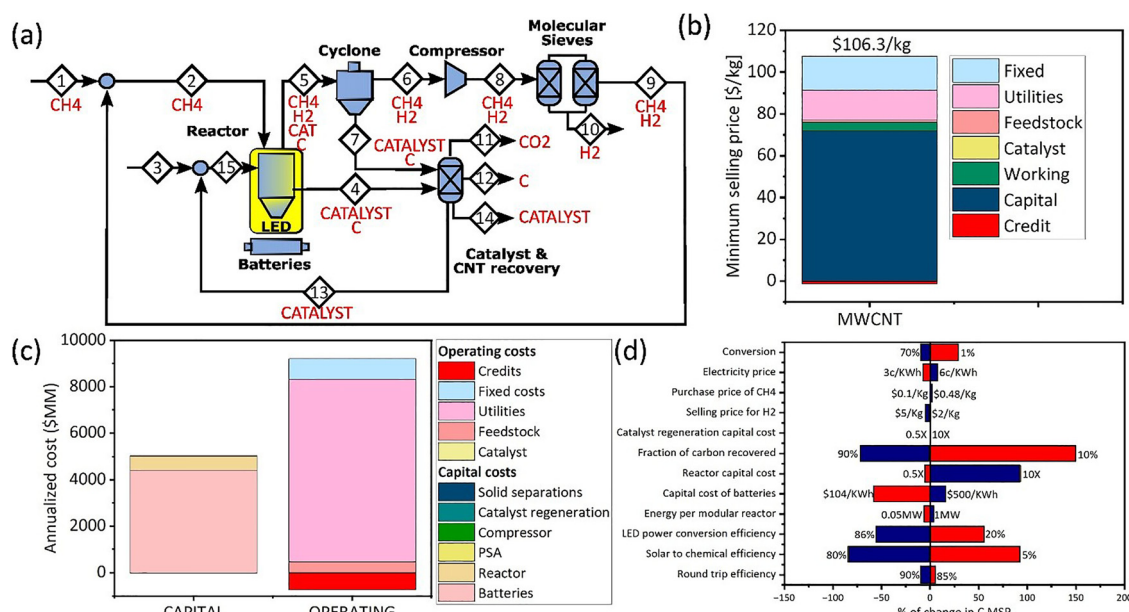 (a)
Cyclone
Compressor
Molecular
Sieves
1
2
5
6
8
9
CH4
CH4
CH4
H2
CAT
C
CH4
H2
CH4
H2
CH4
H2
Reactor
7
11
CO2
10
H2
CATALYST
C
3
15
4
12
C
CATALYST
C
14
CATALYST
LED
Batteries
Catalyst &
CNT recovery
13
CATALYST
(b)
Minimum selling price [$/kg]
120
100
80
60
40
20
0
$106.3/kg
Fixed
Utilities
Feedstock
Catalyst
Working
Capital
Credit
MWCNT
(c)
Annualized cost ($MM)
10000
8000
6000
4000
2000
0
CAPITAL
OPERATING
Operating costs
Credits
Fixed costs
Utilities
Feedstock
Catalyst
Capital costs
Solid separations
Catalyst regeneration
Compressor
PSA
Reactor
Batteries
(d)
Conversion 70% 1%
Electricity price 3c/KWh 6c/KWh
Purchase price of CH4 $0.1/Kg $0.48/Kg
Selling price for H2 $5/Kg $2/Kg
Catalyst regeneration capital cost 0.5X 10X
Fraction of carbon recovered 90% 10%
Reactor capital cost 0.5X 10X
Capital cost of batteries $104/KWh $500/KWh
Energy per modular reactor 0.05MW 1MW
LED power conversion efficiency 86% 20%
Solar to chemical efficiency 80% 5%
Round trip efficiency 90% 85%
−150 −100 −50 0 50 100 150 200
% of change in C MSP